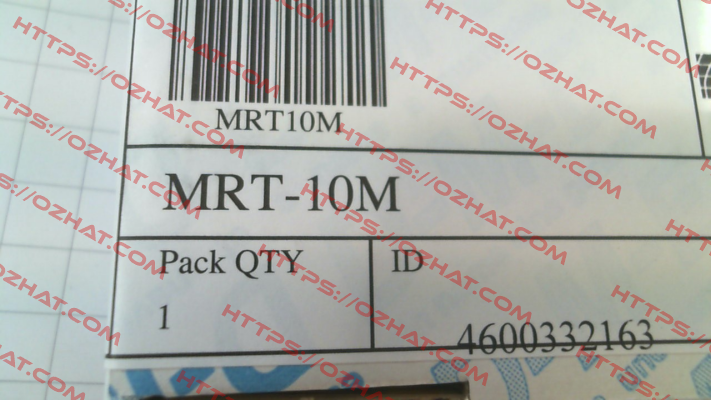 MRT10M
MRT-10M
Pack QTY
ID
1
4600332163
HTTPS://OZHAT.COM